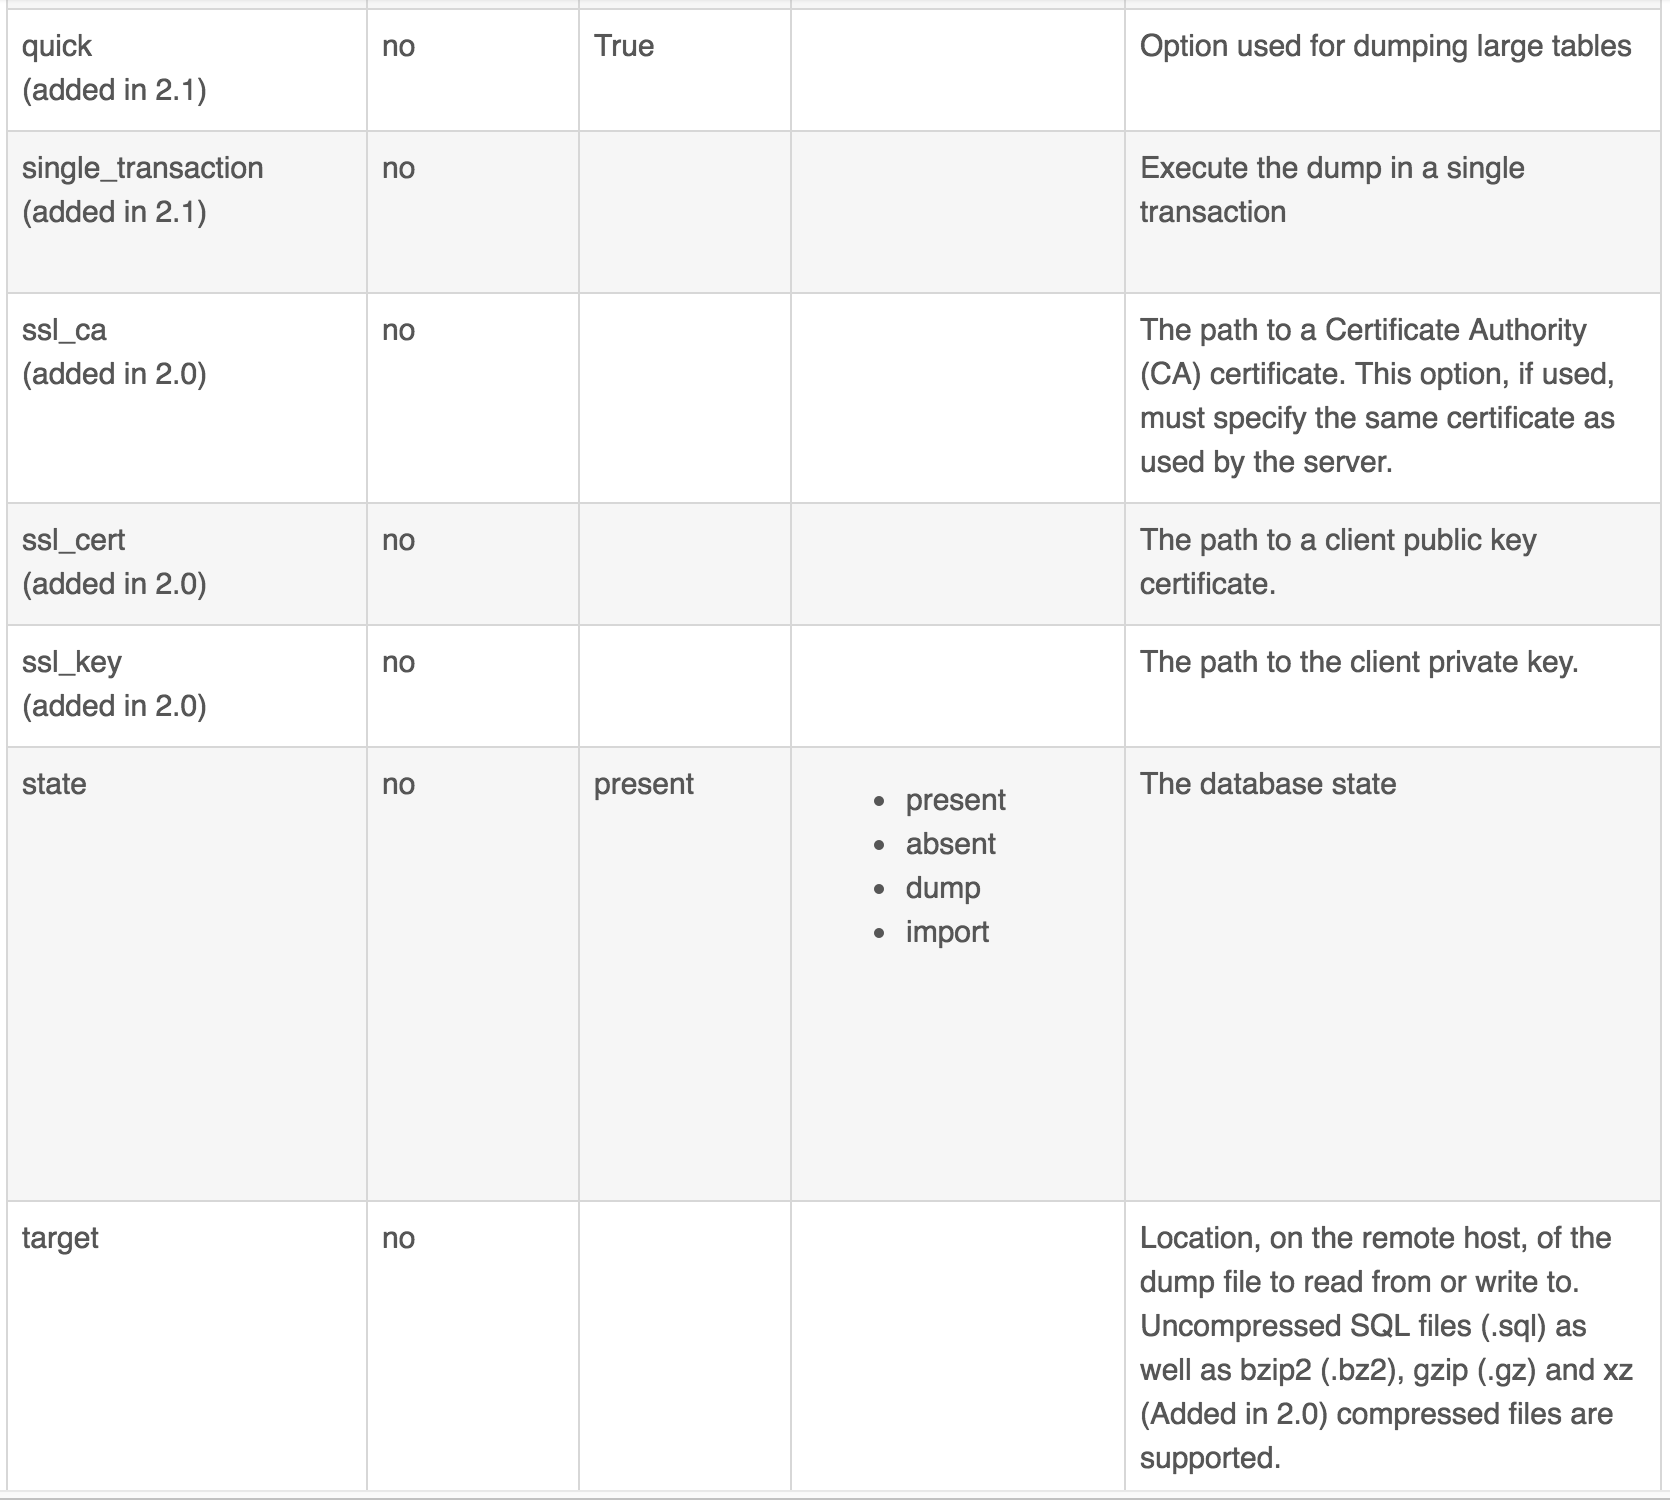 quick
(added in 2.1)
no
True
Option used for dumping large tables
single_transaction
(added in 2.1)
no
Execute the dump in a single
transaction
ssl_ca
(added in 2.0)
no
The path to a Certificate Authority
(CA) certificate. This option, if used,
must specify the same certificate as
used by the server.
ssl_cert
(added in 2.0)
no
The path to a client public key
certificate.
ssl_key
(added in 2.0)
no
The path to the client private key.
state
no
present
• present
• absent
• dump
• import
The database state
target
no
Location, on the remote host, of the
dump file to read from or write to.
Uncompressed SQL files (.sql) as
well as bzip2 (.bz2), gzip (.gz) and xz
(Added in 2.0) compressed files are
supported.